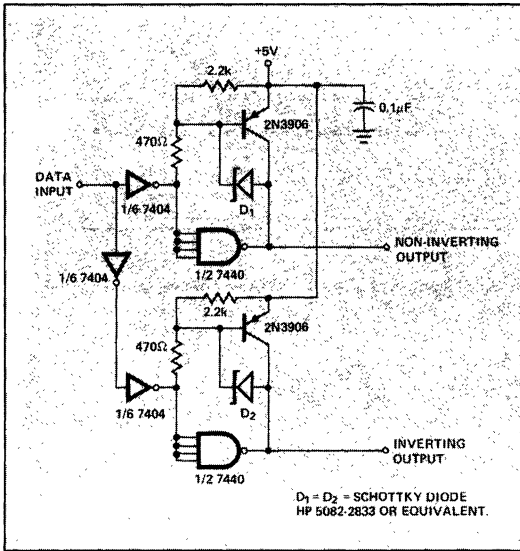 +5V
2.2k
0.1μF
2N3906
470Ω
DATA
INPUT
D₁
1/6 7404
NON-INVERTING
OUTPUT
1/2 7440
1/6 7404
2.2k
2N3906
470Ω
D₂
1/6 7404
INVERTING
OUTPUT
1/2 7440
D₁ = D₂ = SCHOTTKY DIODE
HP 5082-2833 OR EQUIVALENT.